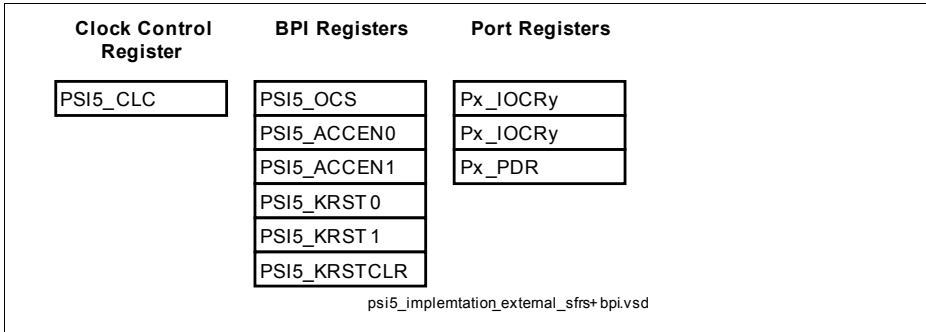 Clock Control
Register
BPI Registers
Port Registers
PSI5_CLC
PSI5_OCS
PSI5_ACCEN0
PSI5_ACCEN1
PSI5_KRST0
PSI5_KRST1
PSI5_KRSTCLR
Px_IOCRy
Px_IOCRy
Px_PDR
psi5_implemtation_external_sfrs+bpi.vsd